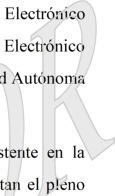 Electrónico
Electrónico
d Autónoma
stente en la
tan el pleno